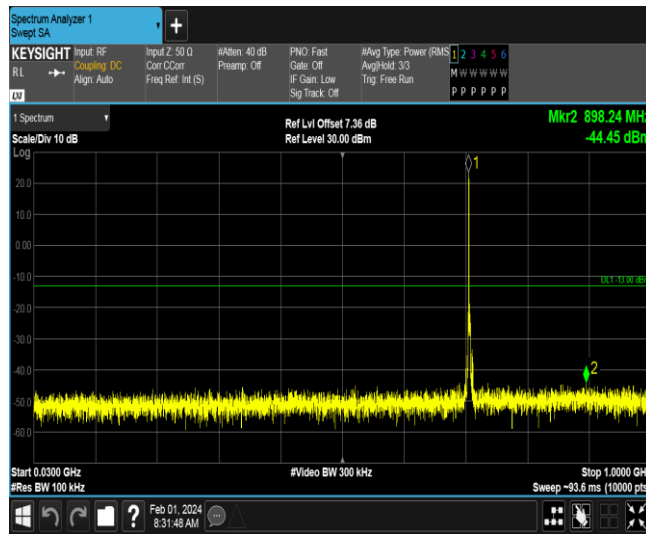 Spectrum Analyzer 1
Swept SA
+
KEYSIGHT
RL
LXI
Input: RF
Coupling: DC
Align: Auto
Input Z: 50 Ω
Corr CCorr
Freq Ref: Int (S)
#Atten: 40 dB
Preamp: Off
PNO: Fast
Gate: Off
IF Gain: Low
Sig Track: Off
#Avg Type: Power (RMS
Avg|Hold: 3/3
Trig: Free Run
1 2 3 4 5 6
M W W W W W
P P P P P P
1 Spectrum
Scale/Div 10 dB
Log
Ref Lvl Offset 7.36 dB
Ref Level 30.00 dBm
Mkr2 898.24 MHz
-44.45 dBm
1
20.0
10.0
0.00
-10.0
DL1 -13.00 dBm
-20.0
-30.0
-40.0
2
-50.0
-60.0
Start 0.0300 GHz
#Res BW 100 kHz
#Video BW 300 kHz
Stop 1.0000 GH
Sweep ~93.6 ms (10000 pts
?
Feb 01, 2024
8:31:48 AM